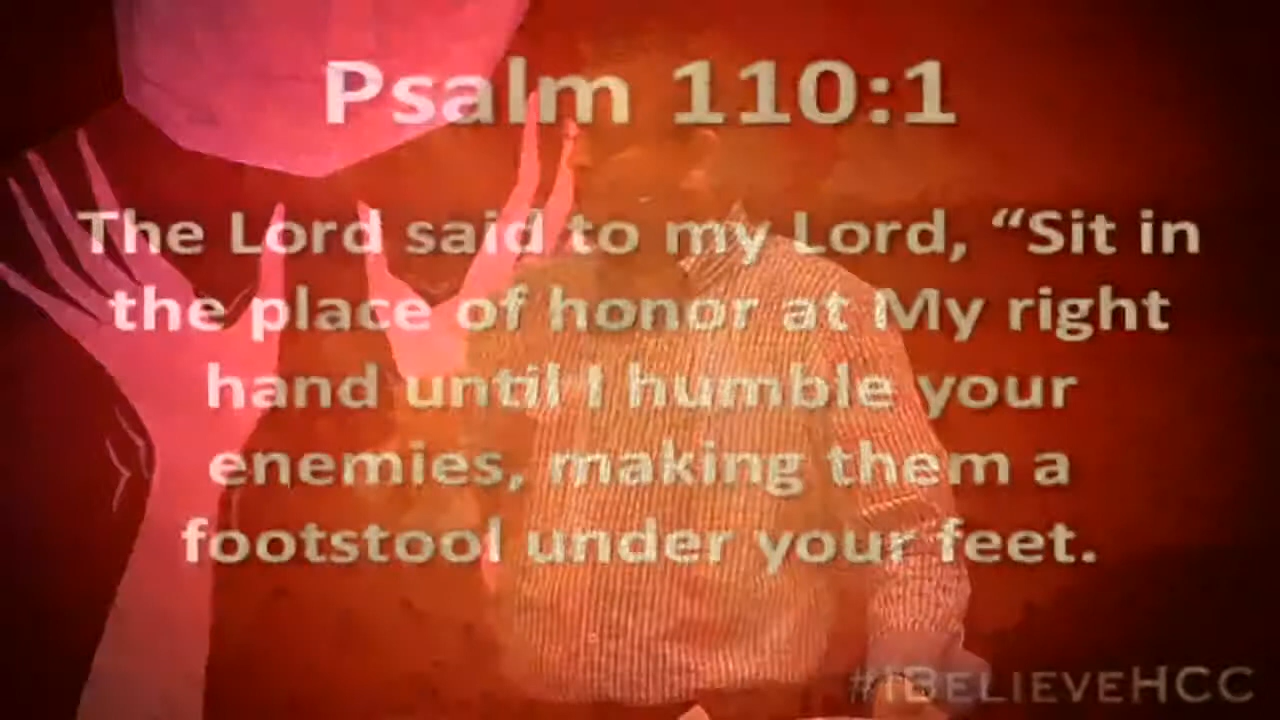 Psalm 110:1
The Lord said to my Lord, “Sit in
the place of honor at My right
hand until I humble your
enemies, making them a
footstool under your feet.
#IBELIEVEHCC